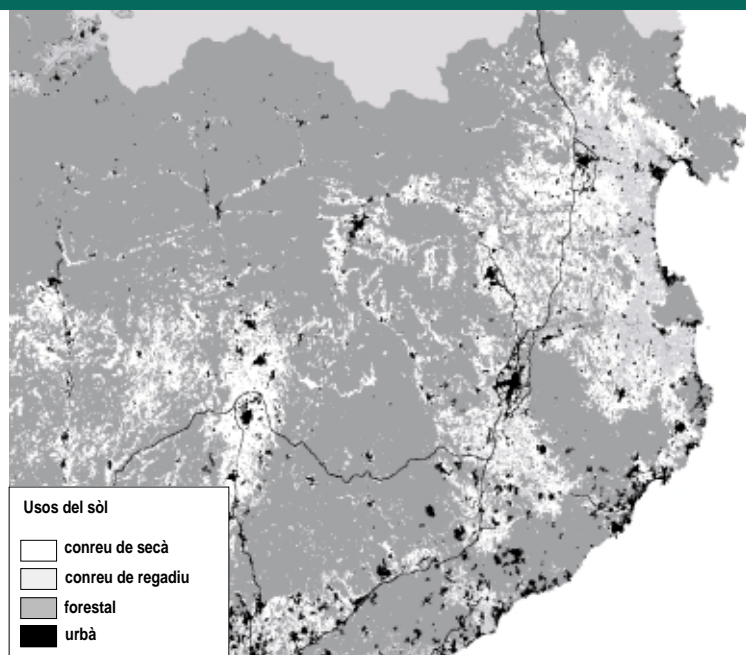 Usos del sòl
conreu de secà
conreu de regadiu
forestal
urbà